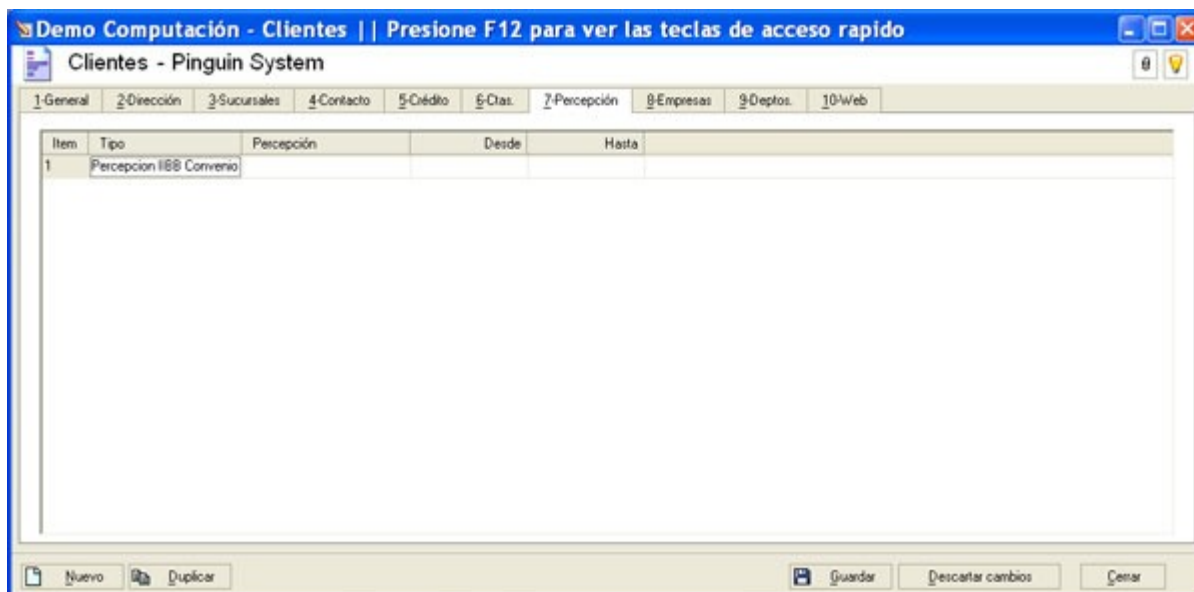 Demo Computación - Clientes || Presione F12 para ver las teclas de acceso rapido
Clientes - Pinguin System
1-General 2-Dirección 3-Sucursales 4-Contacto 5-Crédito 6-Ctas. 7-Percepción 8-Empresas 9-Deptos. 10-Web
Item Tipo Percepción Desde Hasta
1 Percepcion IIBB Convenio
Nuevo Duplicar Guardar Descartar cambios Cerrar